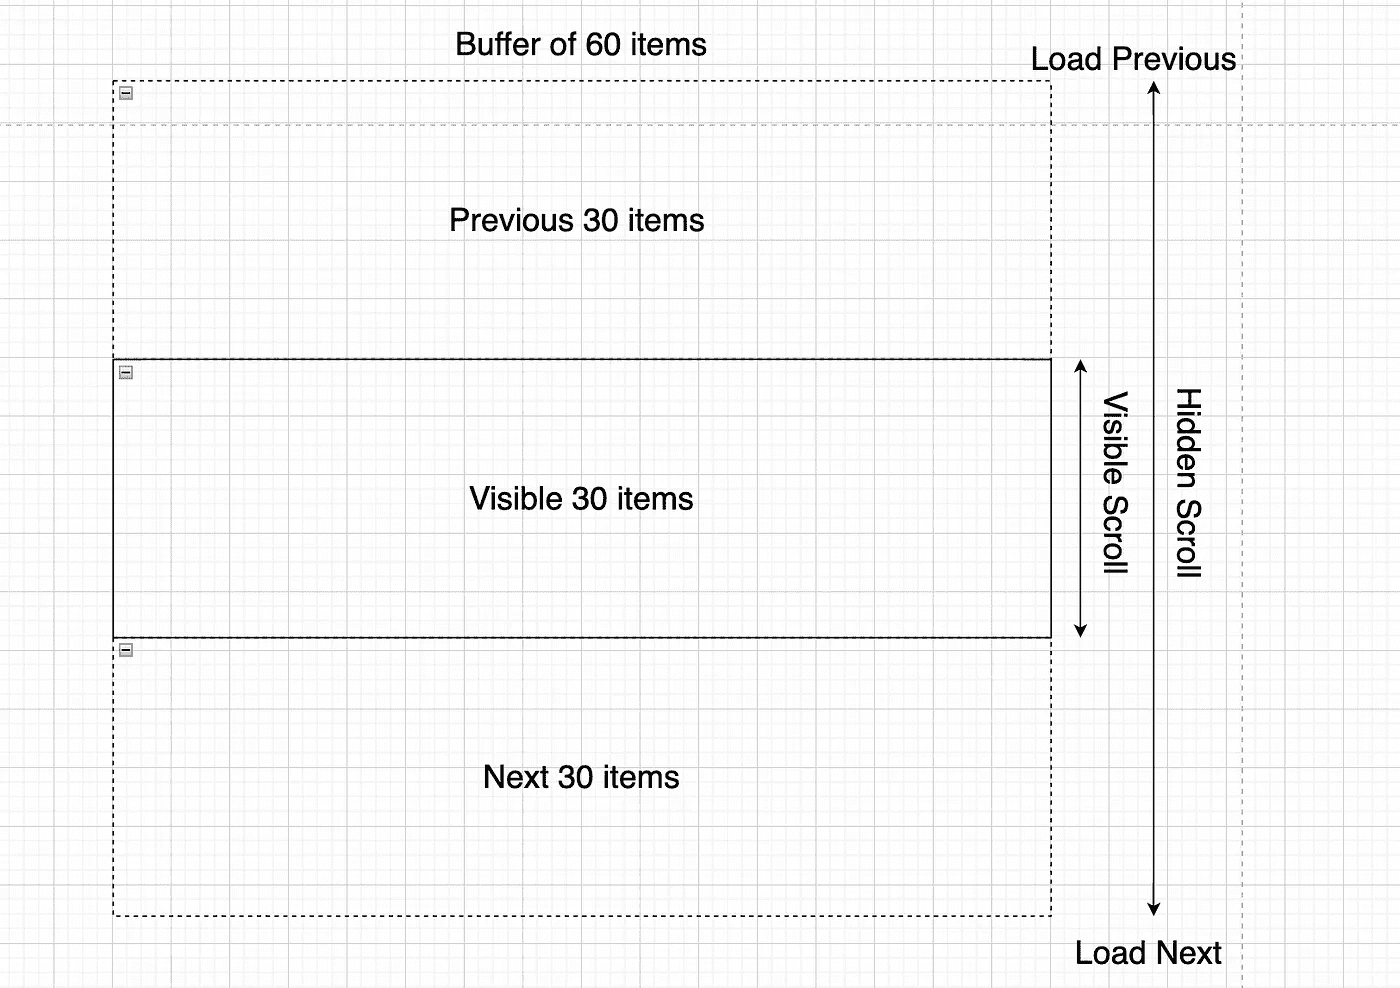 Buffer of 60 items
Load Previous
Previous 30 items
Visible 30 items
Visible Scroll
Hidden Scroll
Next 30 items
Load Next